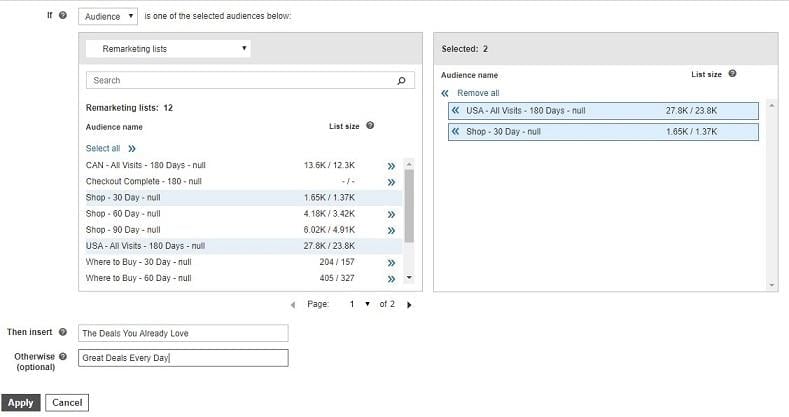 If Audience is one of the selected audiences below:
Remarketing lists
Search
Remarketing lists: 12
Audience name List size
Select all »
CAN - All Visits - 180 Days - null 13.6K / 12.3K »
Checkout Complete - 180 - null - / - »
Shop - 30 Day - null 1.65K / 1.37K
Shop - 60 Day - null 4.18K / 3.42K »
Shop - 90 Day - null 6.02K / 4.91K »
USA - All Visits - 180 Days - null 27.8K / 23.8K
Where to Buy - 30 Day - null 204 / 157 »
Where to Buy - 60 Day - null 405 / 327 »
Page: 1 of 2
Selected: 2
Audience name List size
« Remove all
« USA - All Visits - 180 Days - null 27.8K / 23.8K
« Shop - 30 Day - null 1.65K / 1.37K
Then insert The Deals You Already Love
Otherwise Great Deals Every Day
(optional)
Apply Cancel